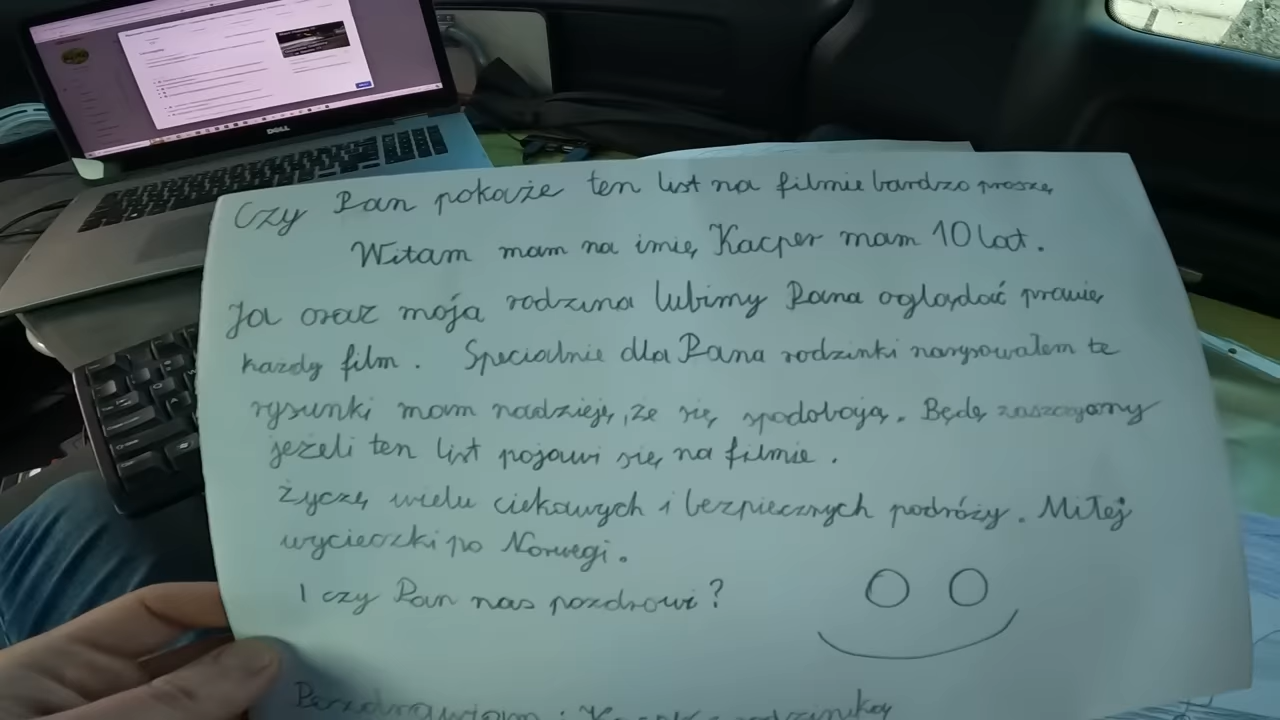 Czy Pan pokaże ten list na filmie bardzo proszę
Witam mam na imię Kacper mam 10 lat.
Ja oraz moja rodzina lubimy Pana oglądać prawie
każdy film. Specialnie dla Pana rodzinki narysowałem te
rysunki mam nadzieję, że się spodobają. Będę zaszczycony
jeżeli ten list pojawi się na filmie.
życzę wielu ciekawych i bezpiecznych podróży. Miłej
wycieczki po Norwegi.
I czy Pan nas pozdrowi?
DELL